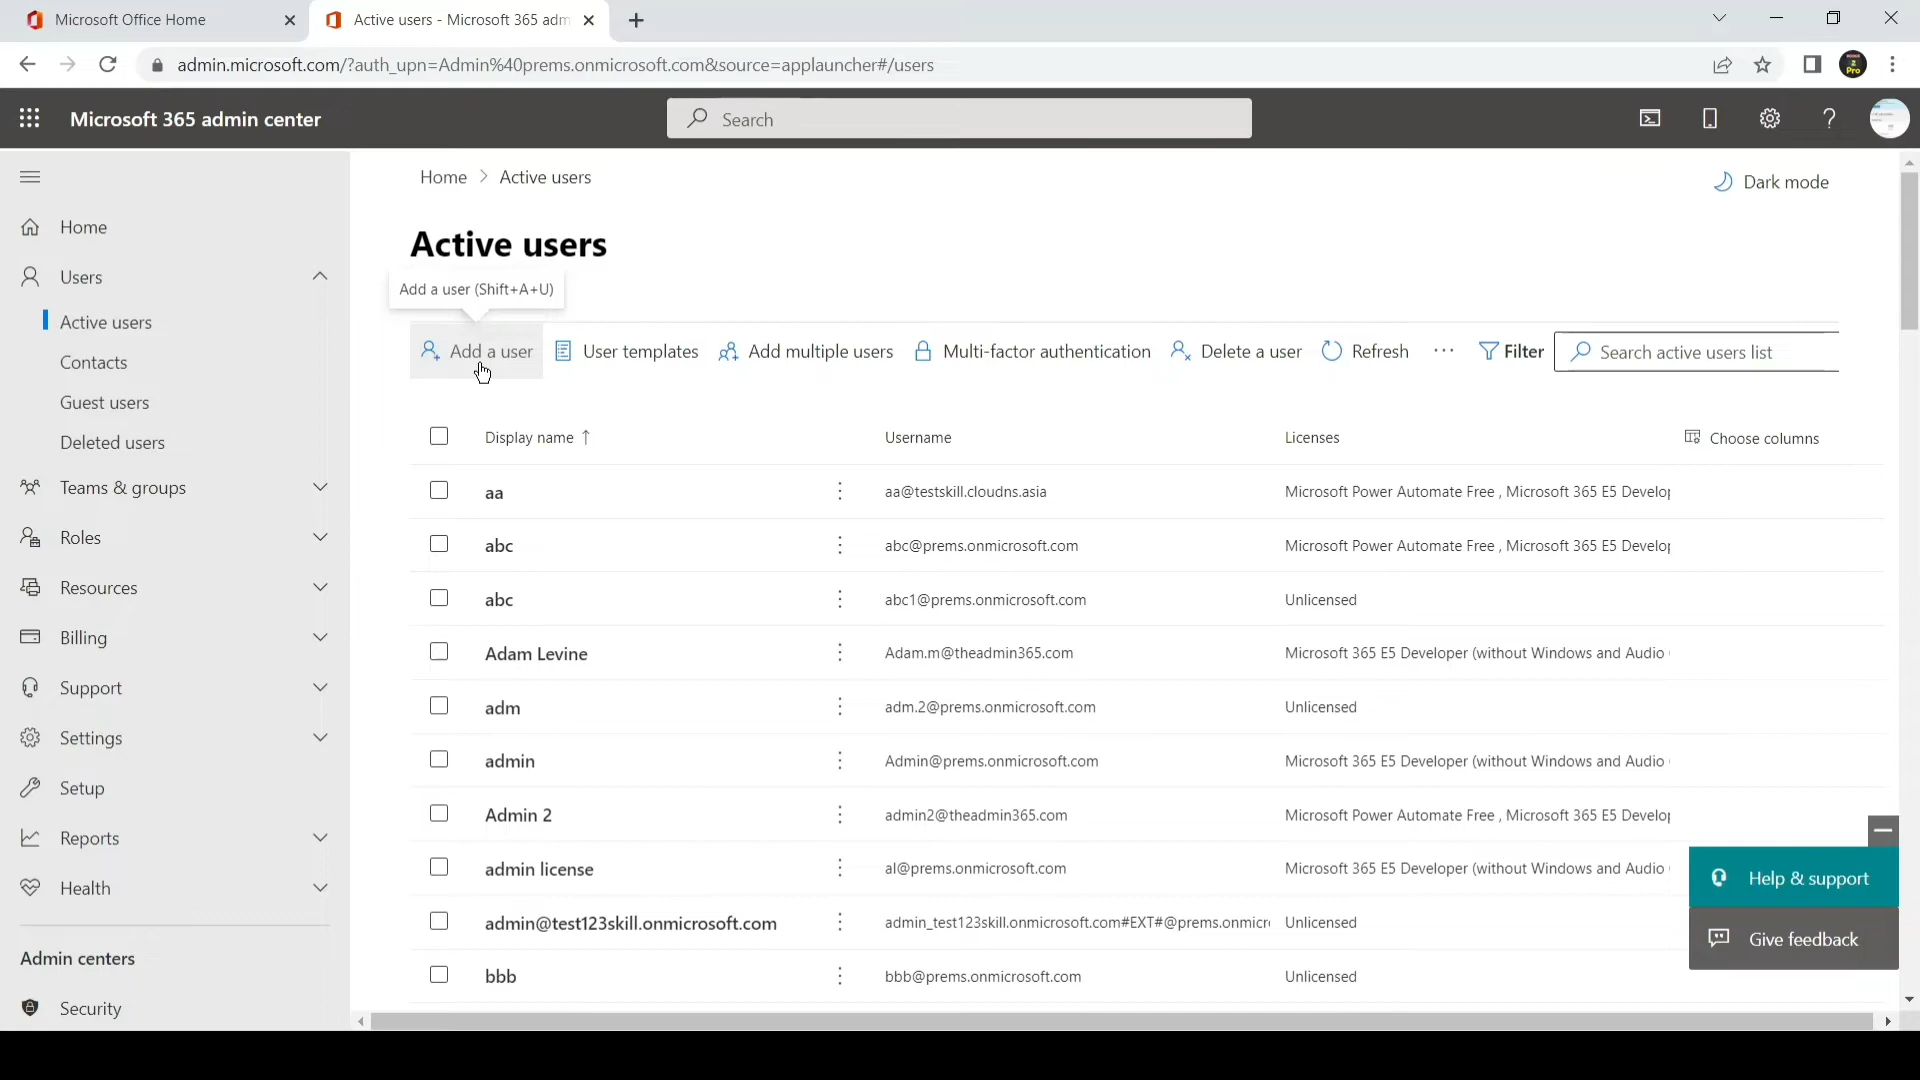 Microsoft Office Home
Active users - Microsoft 365 adm
admin.microsoft.com/?auth_upn=Admin%40prems.onmicrosoft.com&source=applauncher#/users
2
Pro
Microsoft 365 admin center
Search
Home
Users
Active users
Contacts
Guest users
Deleted users
Teams & groups
Roles
Resources
Billing
Support
Settings
Setup
Reports
Health
Admin centers
Security
Home > Active users
Dark mode
Active users
Add a user (Shift+A+U)
Add a user User templates Add multiple users Multi-factor authentication Delete a user Refresh ... Filter Search active users list
Display name ↑ Username Licenses Choose columns
aa aa@testskill.cloudns.asia Microsoft Power Automate Free , Microsoft 365 E5 Develop
abc abc@prems.onmicrosoft.com Microsoft Power Automate Free , Microsoft 365 E5 Develop
abc abc1@prems.onmicrosoft.com Unlicensed
Adam Levine Adam.m@theadmin365.com Microsoft 365 E5 Developer (without Windows and Audio
adm adm.2@prems.onmicrosoft.com Unlicensed
admin Admin@prems.onmicrosoft.com Microsoft 365 E5 Developer (without Windows and Audio
Admin 2 admin2@theadmin365.com Microsoft Power Automate Free , Microsoft 365 E5 Develop
admin license al@prems.onmicrosoft.com Microsoft 365 E5 Developer (without Windows and Audio
admin@test123skill.onmicrosoft.com admin_test123skill.onmicrosoft.com#EXT#@prems.onmicr Unlicensed
bbb bbb@prems.onmicrosoft.com Unlicensed
Help & support
Give feedback